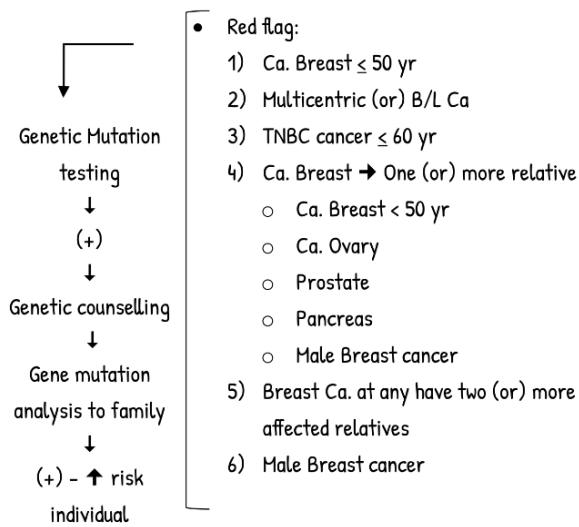 Genetic Mutation
testing
↓
(+)
↓
Genetic counselling
↓
Gene mutation
analysis to family
↓
(+) - ↑ risk
individual
• Red flag:
1) Ca. Breast ≤ 50 yr
2) Multicentric (or) B/L Ca
3) TNBC cancer ≤ 60 yr
4) Ca. Breast → One (or) more relative
○ Ca. Breast < 50 yr
○ Ca. Ovary
○ Prostate
○ Pancreas
○ Male Breast cancer
5) Breast Ca. at any have two (or) more
affected relatives
6) Male Breast cancer